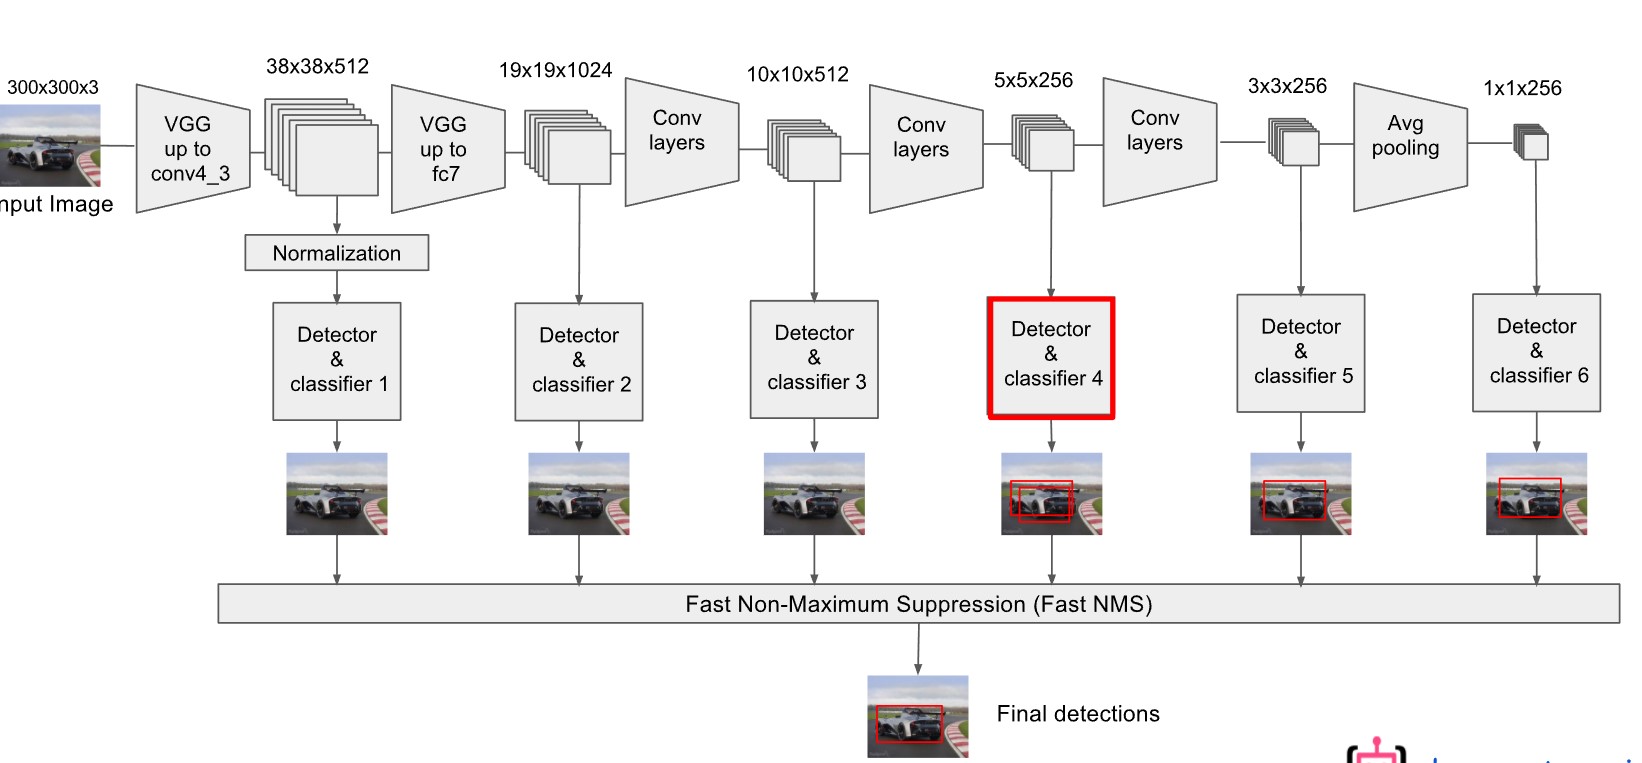 300x300x3
38x38x512
19x19x1024
10x10x512
5x5x256
3x3x256
1x1x256
VGG
up to
conv4_3
VGG
up to
fc7
Conv
layers
Conv
layers
Conv
layers
Avg
pooling
nput Image
Normalization
Detector
&
classifier 1
Detector
&
classifier 2
Detector
&
classifier 3
Detector
&
classifier 4
Detector
&
classifier 5
Detector
&
classifier 6
Fast Non-Maximum Suppression (Fast NMS)
Final detections